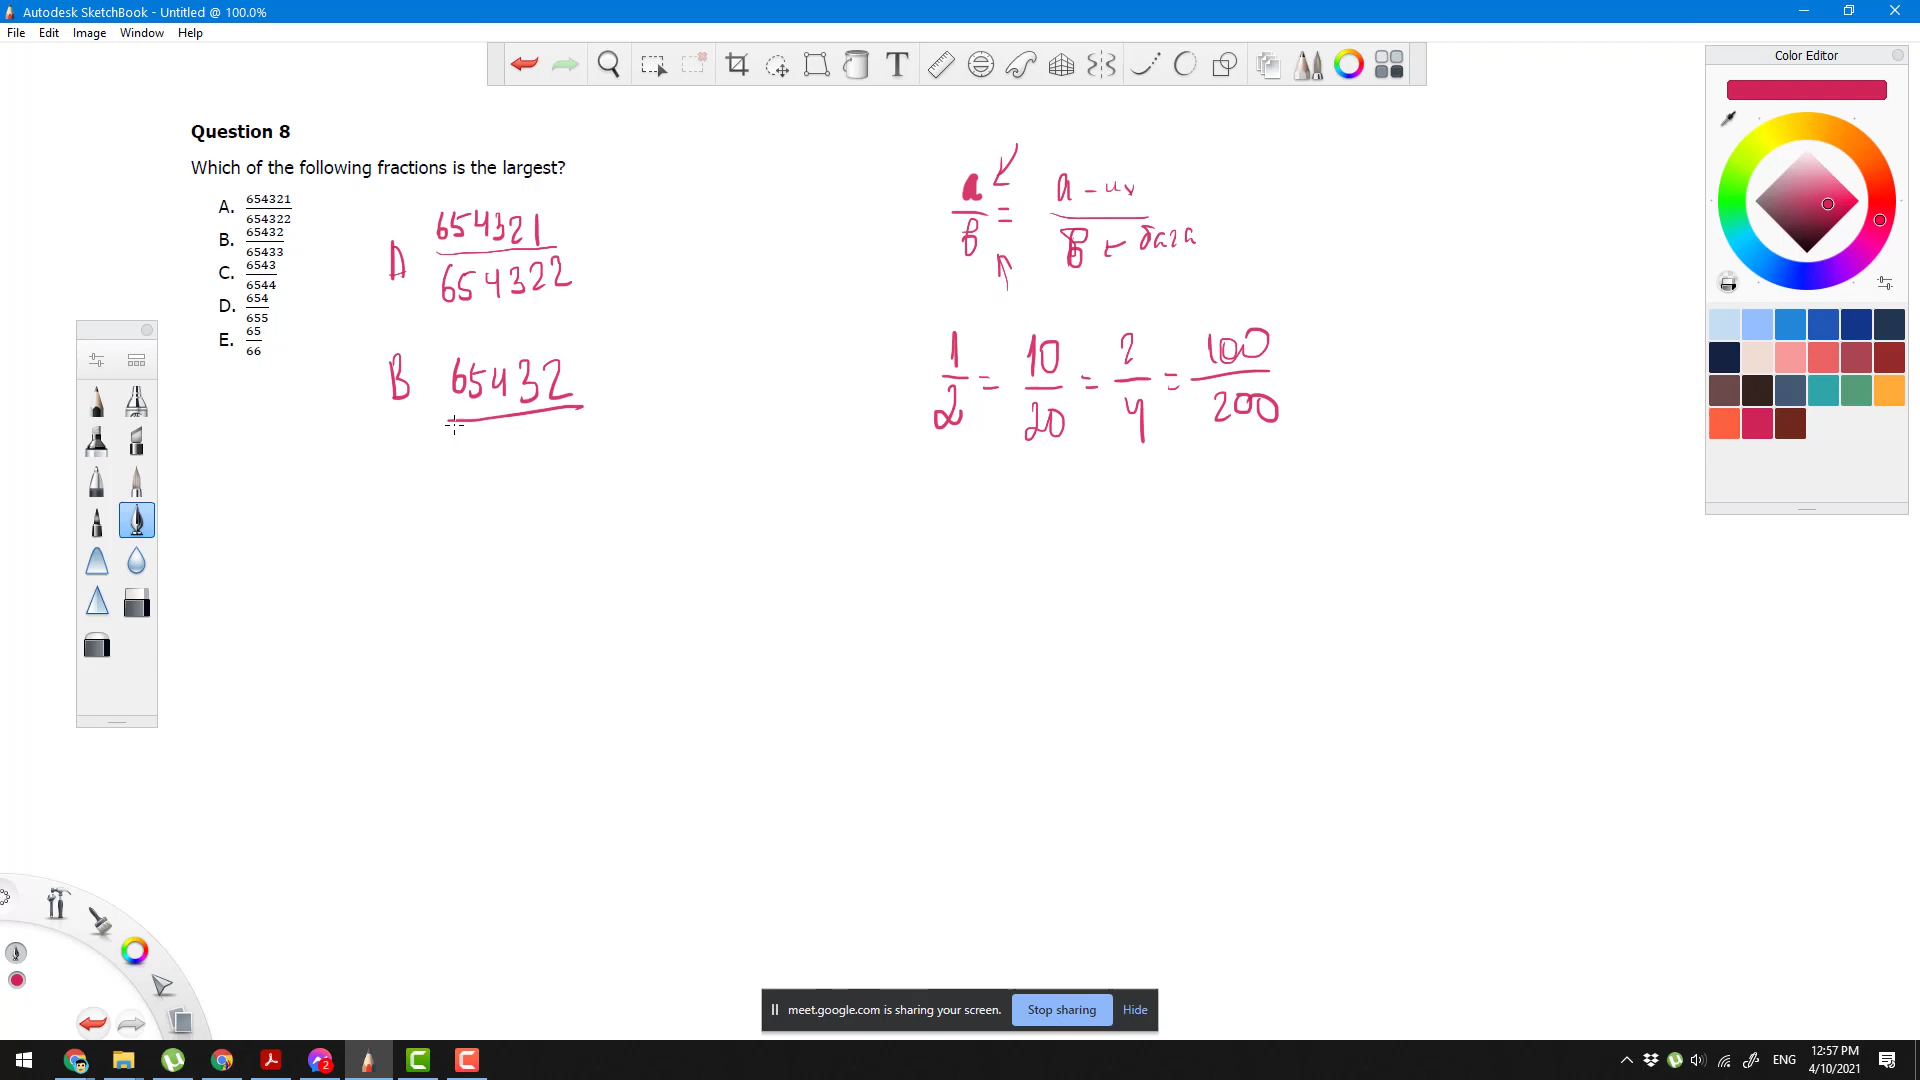 Autodesk SketchBook - Untitled @ 100.0%
File Edit Image Window Help
Color Editor
Question 8
Which of the following fractions is the largest?
A. 654321
654322
B. 65432
65433
C. 6543
6544
D. 654
655
E. 65
66
A 654321
654322
B 65432
a = a - их
в в ← бага
1 = 10 = 2 = 100
2 20 4 200
meet.google.com is sharing your screen. Stop sharing Hide
2
ENG
12:57 PM
4/10/2021